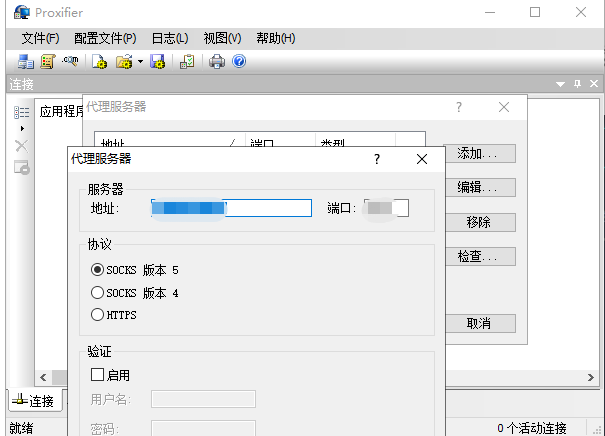 Proxifier
文件(F) 配置文件(P) 日志(L) 视图(V) 帮助(H)
连接
应用程序
代理服务器
地址 端口 类型
添加...
编辑...
移除
检查...
取消
代理服务器
服务器
地址: 端口:
协议
SOCKS 版本 5
SOCKS 版本 4
HTTPS
验证
启用
用户名:
密码:
连接
就绪 0 个活动连接